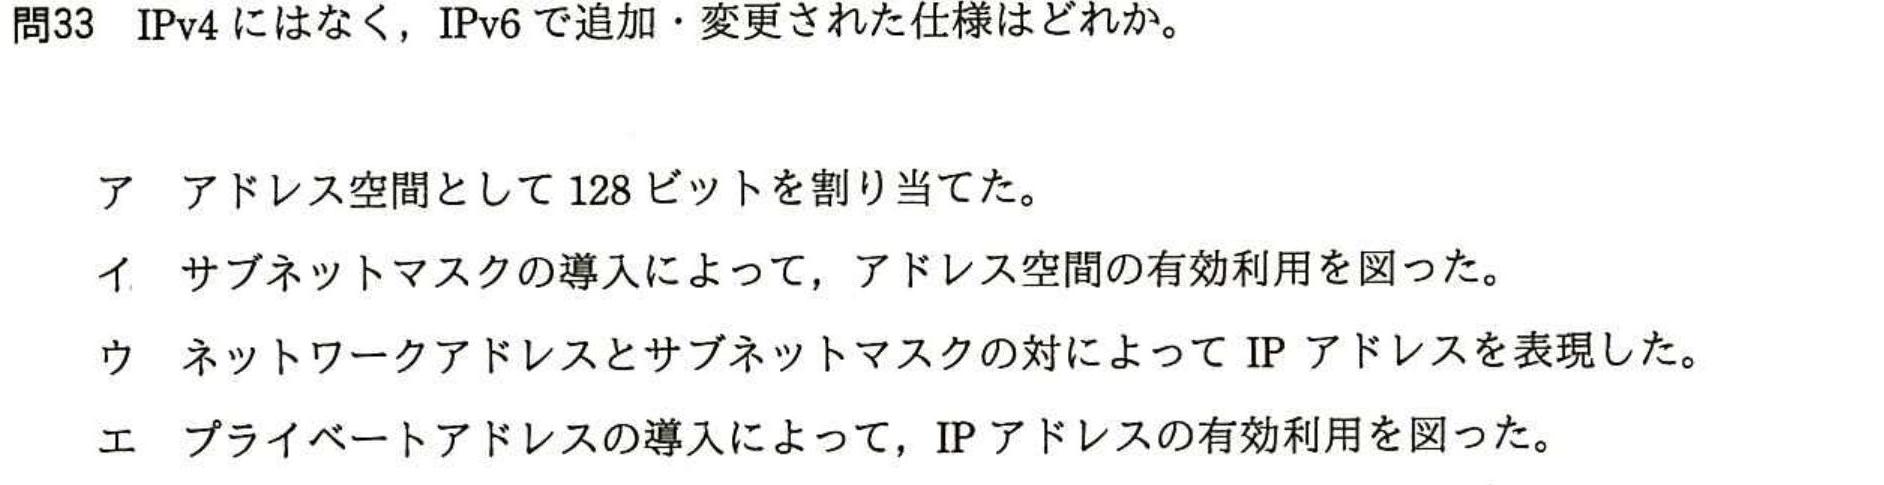 問33 IPv4 にはなく，IPv6 で追加・変更された仕様はどれか。
ア アドレス空間として 128 ビットを割り当てた。
イ サブネットマスクの導入によって，アドレス空間の有効利用を図った。
ウ ネットワークアドレスとサブネットマスクの対によって IP アドレスを表現した。
エ プライベートアドレスの導入によって，IP アドレスの有効利用を図った。